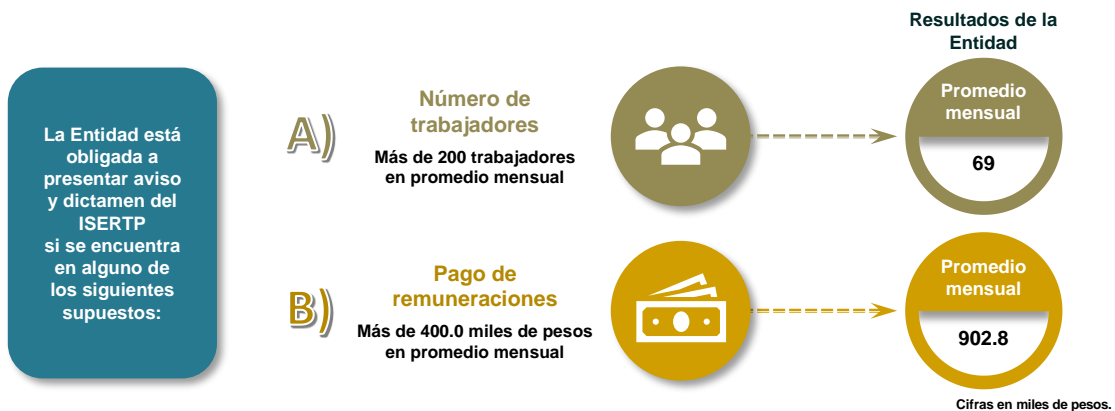 La Entidad está
obligada a
presentar aviso
y dictamen del
ISERTP
si se encuentra
en alguno de
los siguientes
supuestos:
A)
Número de
trabajadores
Más de 200 trabajadores
en promedio mensual
Resultados de la
Entidad
Promedio
mensual
69
B)
Pago de
remuneraciones
Más de 400.0 miles de pesos
en promedio mensual
Promedio
mensual
902.8
Cifras en miles de pesos.